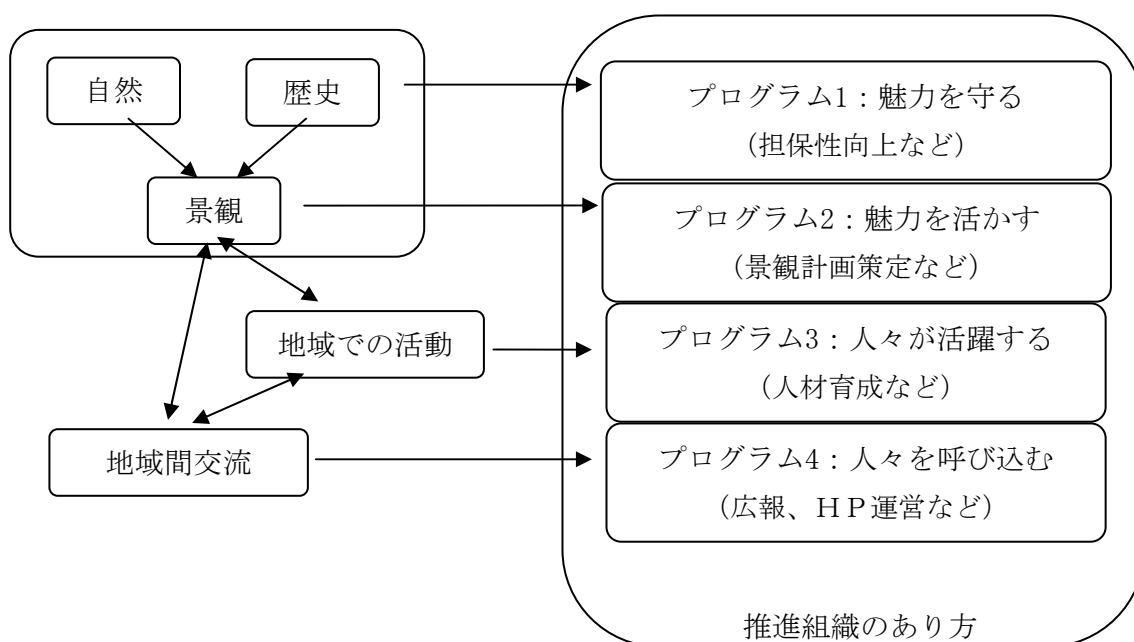 自然
歴史
景観
地域での活動
地域間交流
プログラム1：魅力を守る
（担保性向上など）
プログラム2：魅力を活かす
（景観計画策定など）
プログラム3：人々が活躍する
（人材育成など）
プログラム4：人々を呼び込む
（広報、ＨＰ運営など）
推進組織のあり方